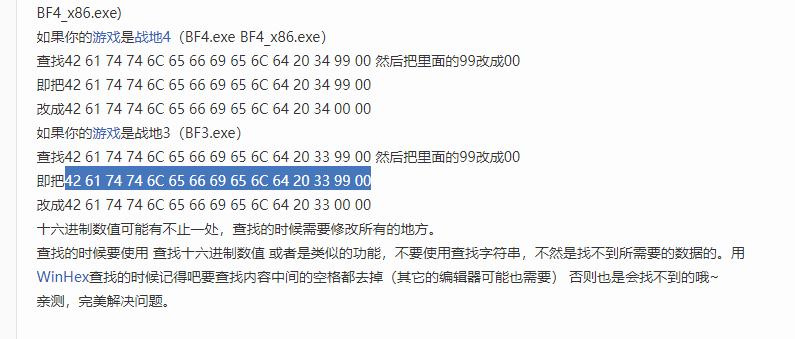 BF4_x86.exe)
如果你的游戏是战地4（BF4.exe BF4_x86.exe）
查找42 61 74 74 6C 65 66 69 65 6C 64 20 34 99 00 然后把里面的99改成00
即把42 61 74 74 6C 65 66 69 65 6C 64 20 34 99 00
改成42 61 74 74 6C 65 66 69 65 6C 64 20 34 00 00
如果你的游戏是战地3（BF3.exe）
查找42 61 74 74 6C 65 66 69 65 6C 64 20 33 99 00 然后把里面的99改成00
即把42 61 74 74 6C 65 66 69 65 6C 64 20 33 99 00
改成42 61 74 74 6C 65 66 69 65 6C 64 20 33 00 00
十六进制数值可能有不止一处，查找的时候需要修改所有的地方。
查找的时候要使用 查找十六进制数值 或者是类似的功能，不要使用查找字符串，不然是找不到所需要的数据的。用
WinHex查找的时候记得吧要查找内容中间的空格都去掉（其它的编辑器可能也需要） 否则也是会找不到的哦~
亲测，完美解决问题。